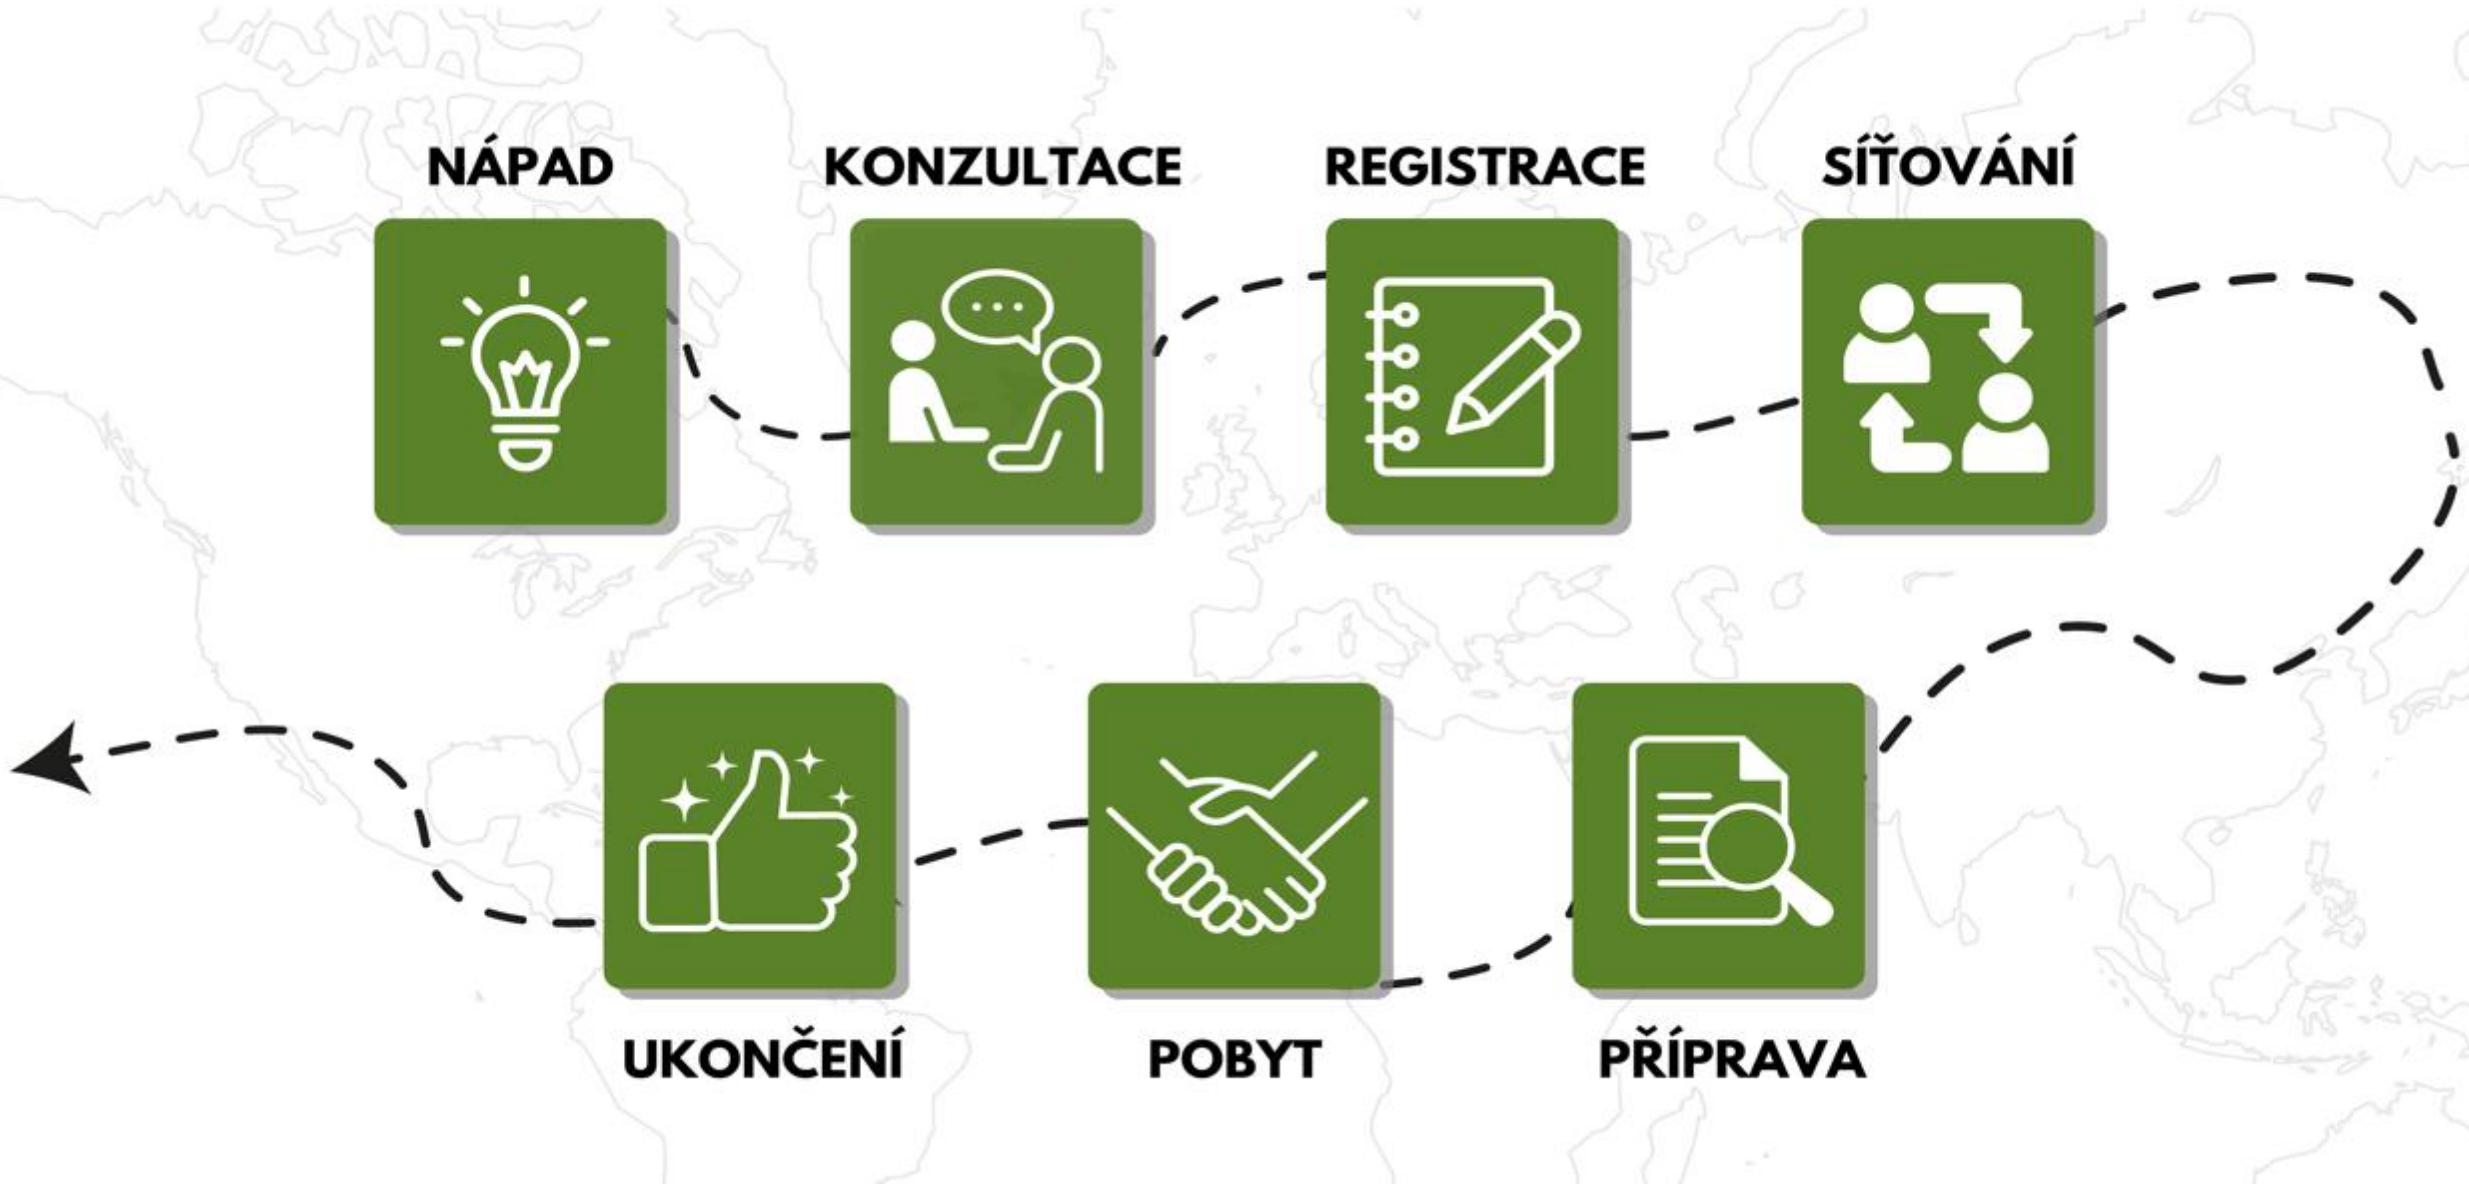 NÁPAD
KONZULTACE
REGISTRACE
SÍŤOVÁNÍ
PŘÍPRAVA
POBYT
UKONČENÍ